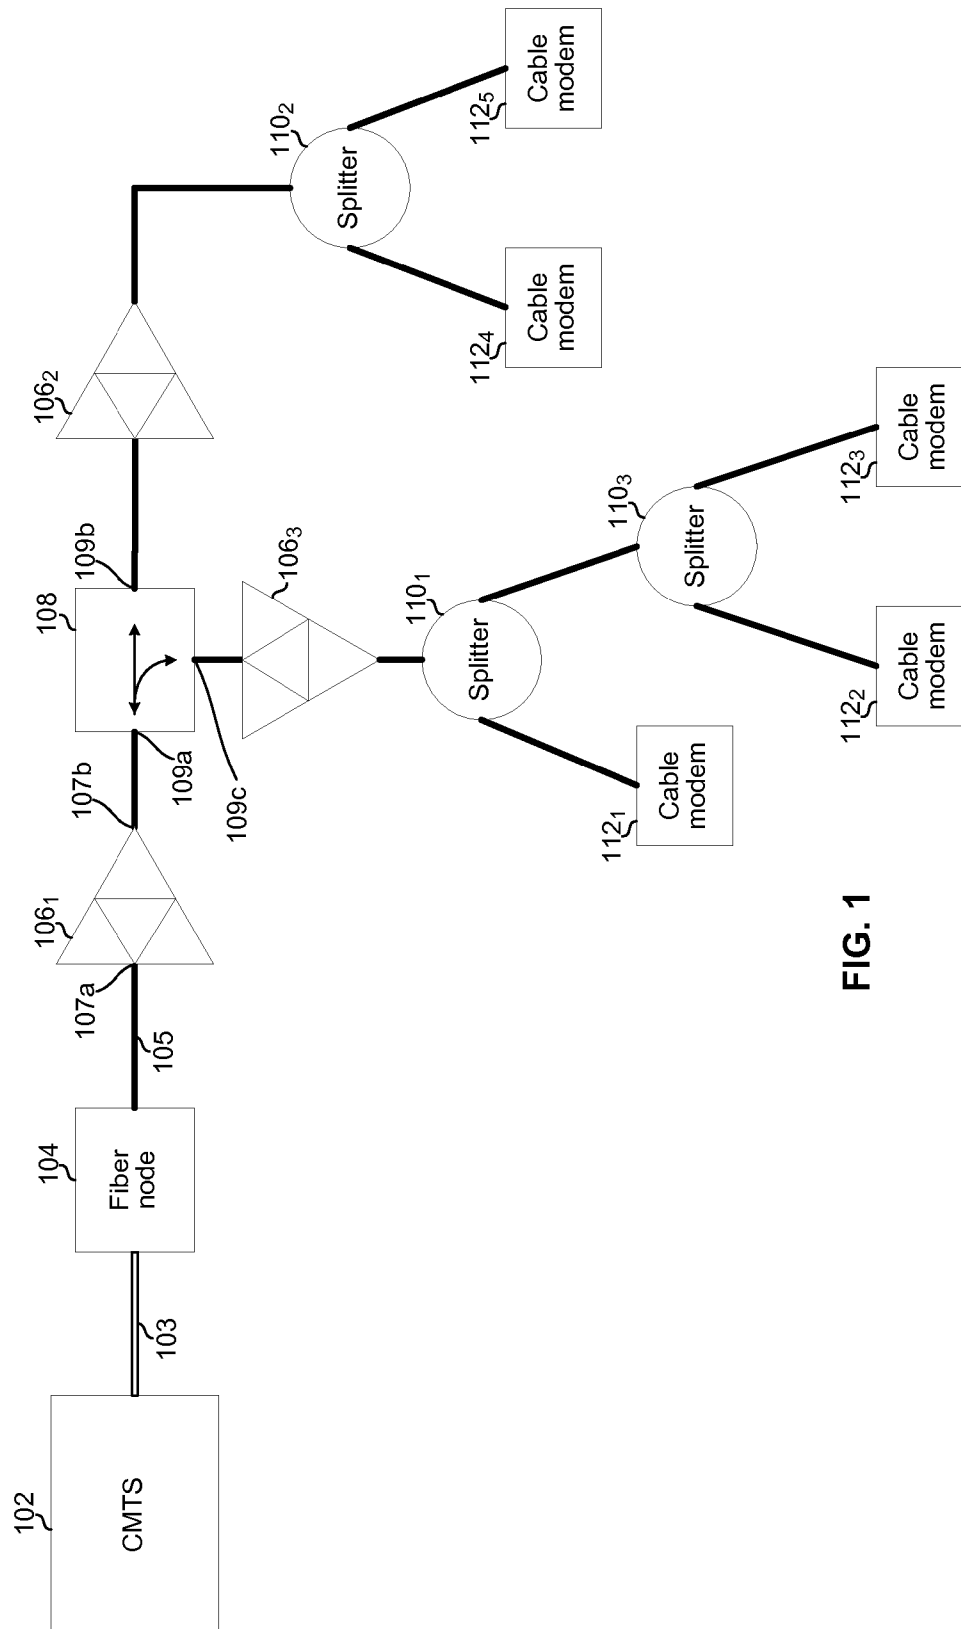 102
CMTS
103
104
Fiber
node
105
107a
106₁
107b
109a
109c
108
109b
106₂
106₃
110₁
Splitter
112₁
Cable
modem
110₃
Splitter
112₂
Cable
modem
112₃
Cable
modem
110₂
Splitter
112₄
Cable
modem
112₅
Cable
modem
FIG. 1